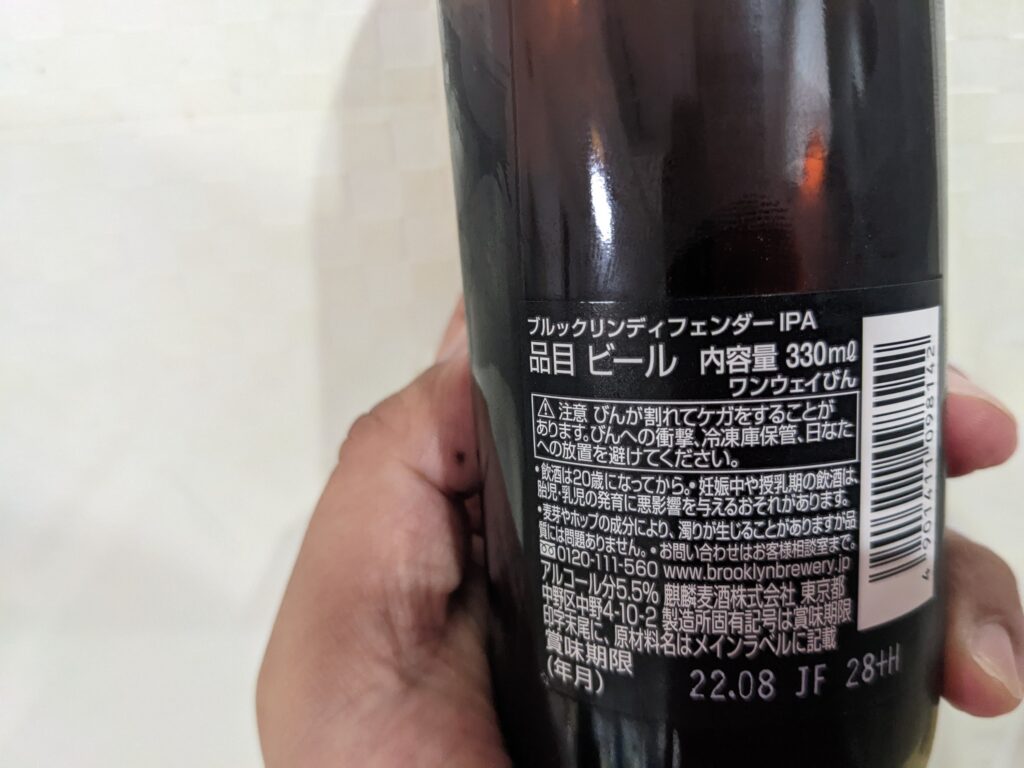 ブルックリンディフェンダーIPA
品目 ビール 内容量 330mℓ
ワンウェイびん
⚠ 注意 びんが割れてケガをすることが
あります。びんへの衝撃、冷凍庫保管、日なた
への放置を避けてください。
・飲酒は20歳になってから。・妊娠中や授乳期の飲酒は、
胎児・乳児の発育に悪影響を与えるおそれがあります。
・麦芽やホップの成分により、濁りが生じることがありますが品
質には問題ありません。・お問い合わせはお客様相談室まで。
0120-111-560 www.brooklynbrewery.jp
アルコール分5.5% 麒麟麦酒株式会社 東京都
中野区中野4-10-2 製造所固有記号は賞味期限
印字末尾に、原材料名はメインラベルに記載
賞味期限
(年月)
22.08 JF 28+H
4 901411 098142